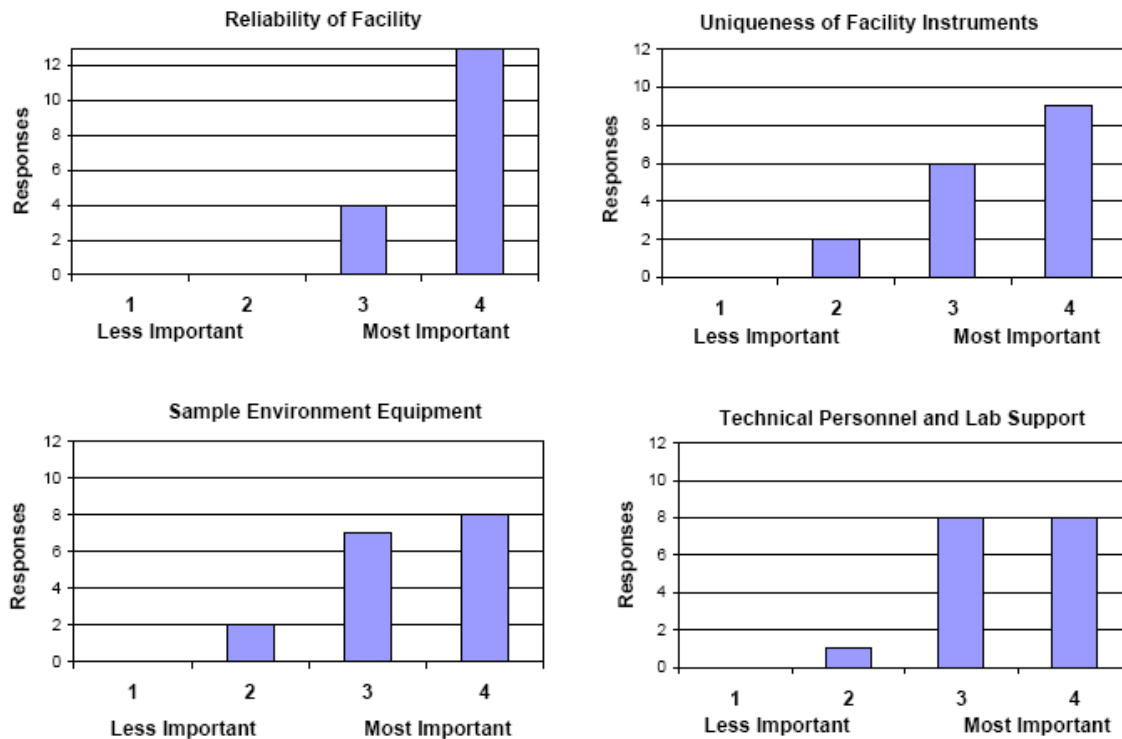 Reliability of Facility
Responses
12
10
8
6
4
2
0
1 2 3 4
Less Important Most Important
Uniqueness of Facility Instruments
Responses
12
10
8
6
4
2
0
1 2 3 4
Less Important Most Important
Sample Environment Equipment
Responses
12
10
8
6
4
2
0
1 2 3 4
Less Important Most Important
Technical Personnel and Lab Support
Responses
12
10
8
6
4
2
0
1 2 3 4
Less Important Most Important